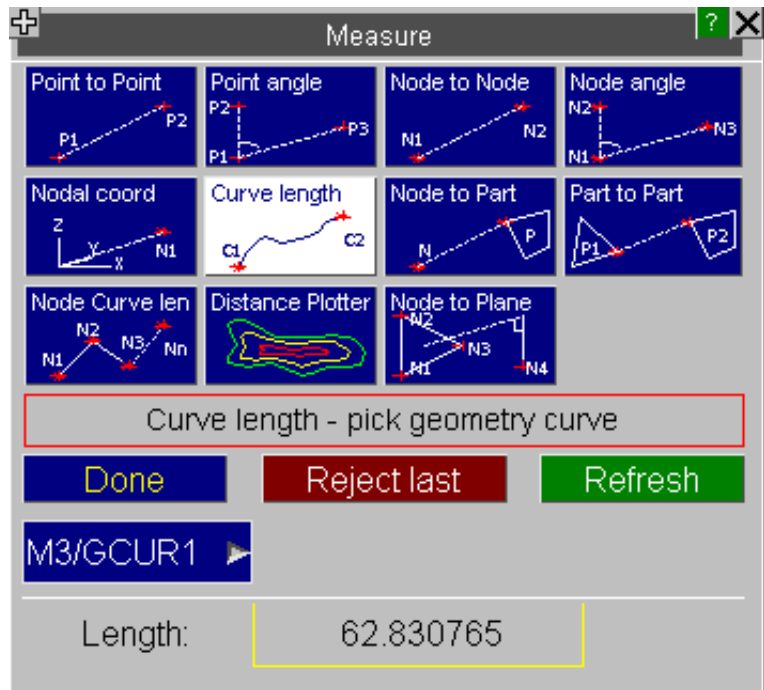 ? X
Measure
Point to Point
P1 P2
Point angle
P2 P1 P3
Node to Node
N1 N2
Node angle
N2 N1 N3
Nodal coord
Z Y X N1
Curve length
C1 C2
Node to Part
N P
Part to Part
P1 P2
Node Curve len
N1 N2 N3 Nn
Distance Plotter
Node to Plane
N2 N1 N3 N4
Curve length - pick geometry curve
Done Reject last Refresh
M3/GCUR1
Length: 62.830765